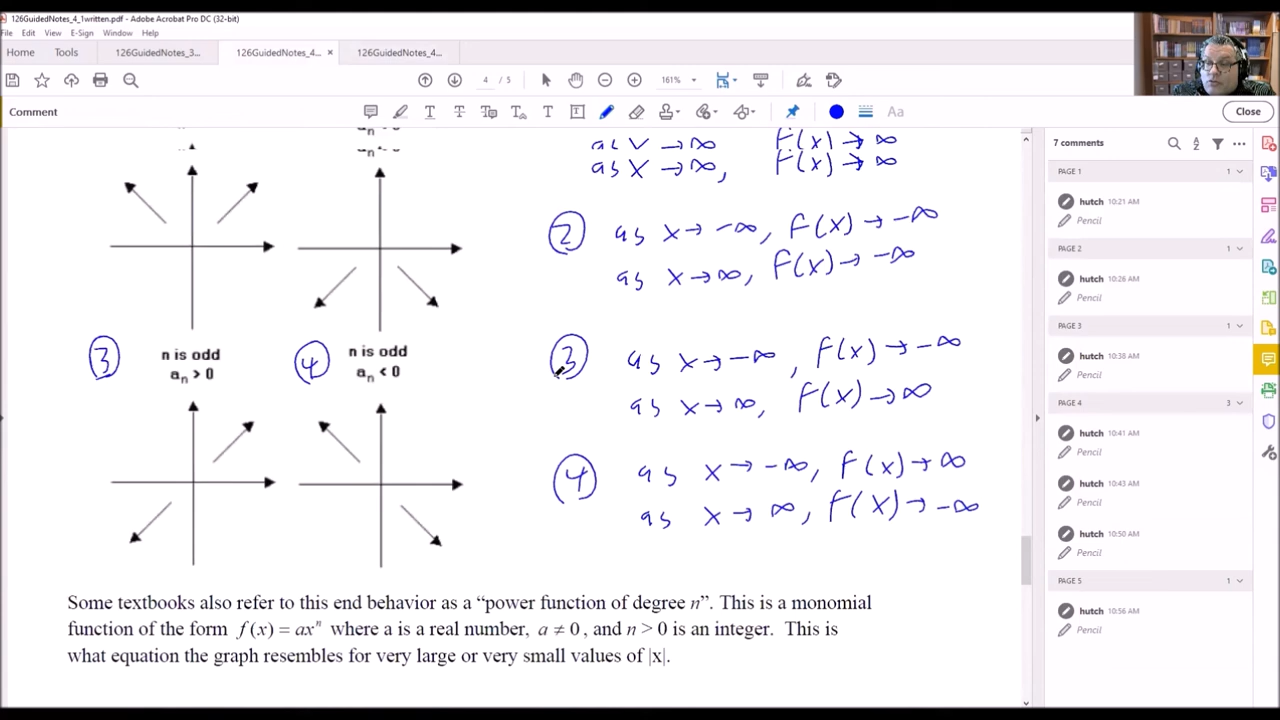 126GuidedNotes_4_1written.pdf - Adobe Acrobat Pro DC (32-bit)
File Edit View E-Sign Window Help
Home Tools 126GuidedNotes_3... 126GuidedNotes_4... × 126GuidedNotes_4...
4 / 5 161%
Comment Aa Close
7 comments
PAGE 1 1
hutch 10:21 AM
Pencil
PAGE 2 1
hutch 10:26 AM
Pencil
PAGE 3 1
hutch 10:38 AM
Pencil
PAGE 4 3
hutch 10:41 AM
Pencil
hutch 10:43 AM
Pencil
hutch 10:50 AM
Pencil
PAGE 5 1
hutch 10:56 AM
Pencil
as x → ∞ f(x) → ∞
as x → ∞, f(x) → ∞
② as x → -∞, f(x) → -∞
as x → ∞, f(x) → -∞
③ n is odd
aₙ > 0
④ n is odd
aₙ < 0
③ as x → -∞, f(x) → -∞
as x → ∞, f(x) → ∞
④ as x → -∞, f(x) → ∞
as x → ∞, f(x) → -∞
Some textbooks also refer to this end behavior as a “power function of degree n”. This is a monomial
function of the form f(x) = axⁿ where a is a real number, a ≠ 0, and n > 0 is an integer. This is
what equation the graph resembles for very large or very small values of |x|.